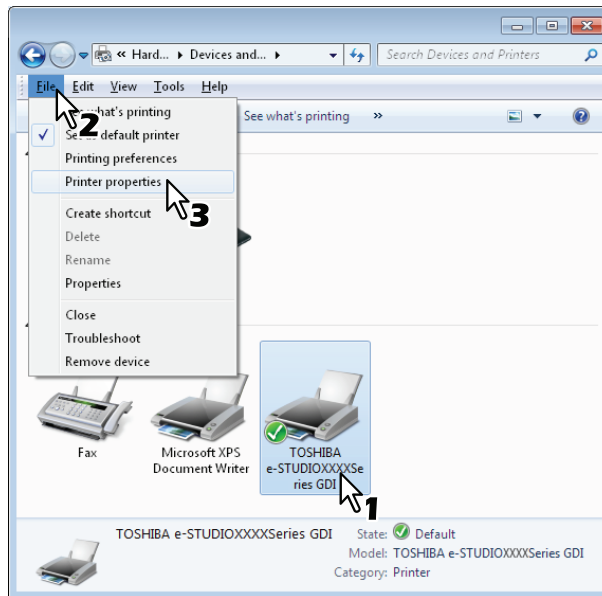 « Hard... ▸ Devices and... ▸ Search Devices and Printers
File Edit View Tools Help
2
See what's printing »
what's printing
Set as default printer
Printing preferences
Printer properties
3
Create shortcut
Delete
Rename
Properties
Close
Troubleshoot
Remove device
Fax
Microsoft XPS
Document Writer
TOSHIBA
e-STUDIOXXXXSe
ries GDI
1
TOSHIBA e-STUDIOXXXXSeries GDI State: Default
Model: TOSHIBA e-STUDIOXXXXSeries GDI
Category: Printer